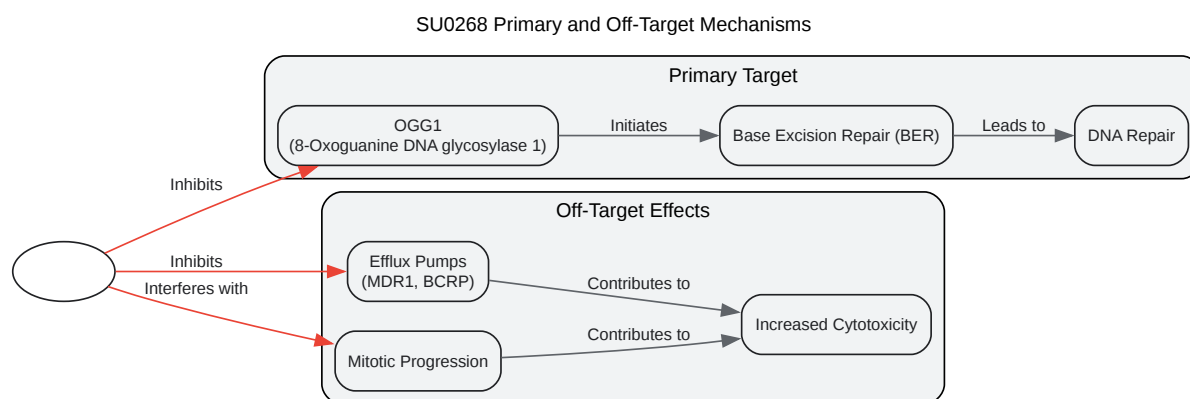 SU0268 Primary and Off-Target Mechanisms
Primary Target
OGG1
(8-Oxoguanine DNA glycosylase 1)
Initiates
Base Excision Repair (BER)
Leads to
DNA Repair
Inhibits
Off-Target Effects
Inhibits
Efflux Pumps
(MDR1, BCRP)
Contributes to
Interferes with
Increased Cytotoxicity
Contributes to
Mitotic Progression